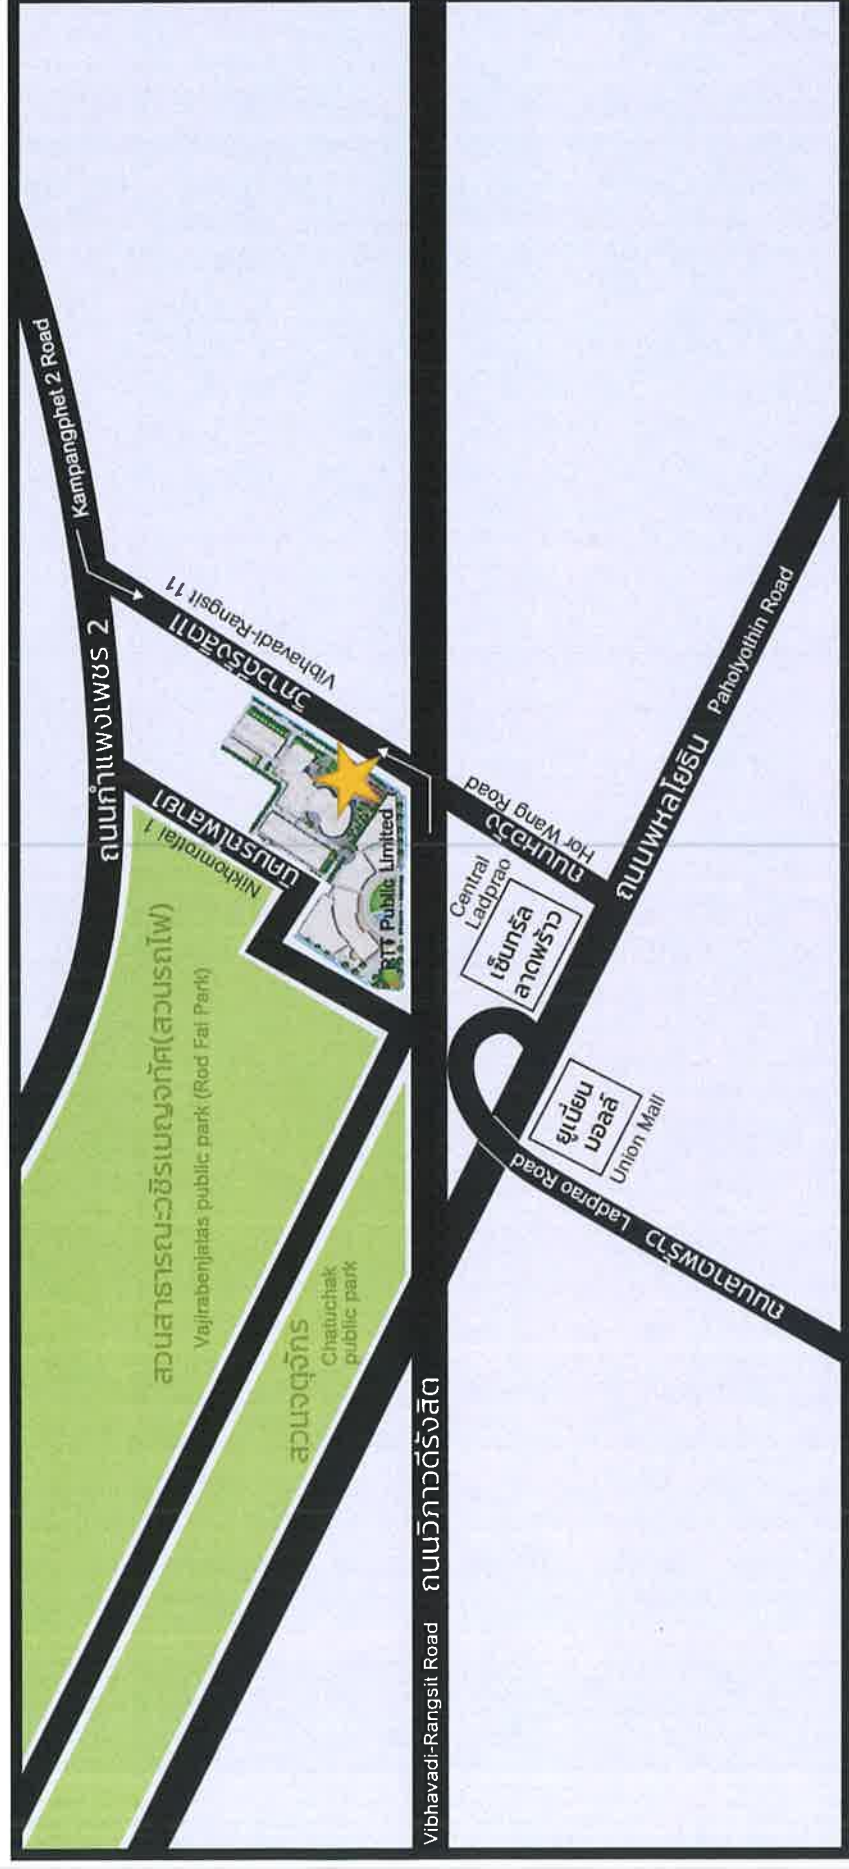 Kampangphet 2 Road
ถนนกำแพงเพชร 2
Vibhavadi-Rangsit 11
วิภาวดีรังสิต11
Nikhomrotfai 1
นิคมรถไฟสาย1
PTT Public Limited
สวนสาธารณะวชิรเบญจทัศ(สวนรถไฟ)
Vajirabenjatas public park (Rod Fai Park)
สวนจตุจักร
Chatuchak
public park
Vibhavadi-Rangsit Road ถนนวิภาวดีรังสิต
Hor Wang Road
ถนนหอวัง
Central
Ladprao
เซ็นทรัล
ลาดพร้าว
ถนนพหลโยธิน Paholyothin Road
ยูเนี่ยน
มอลล์
Union Mall
ถนนลาดพร้าว Ladprao Road